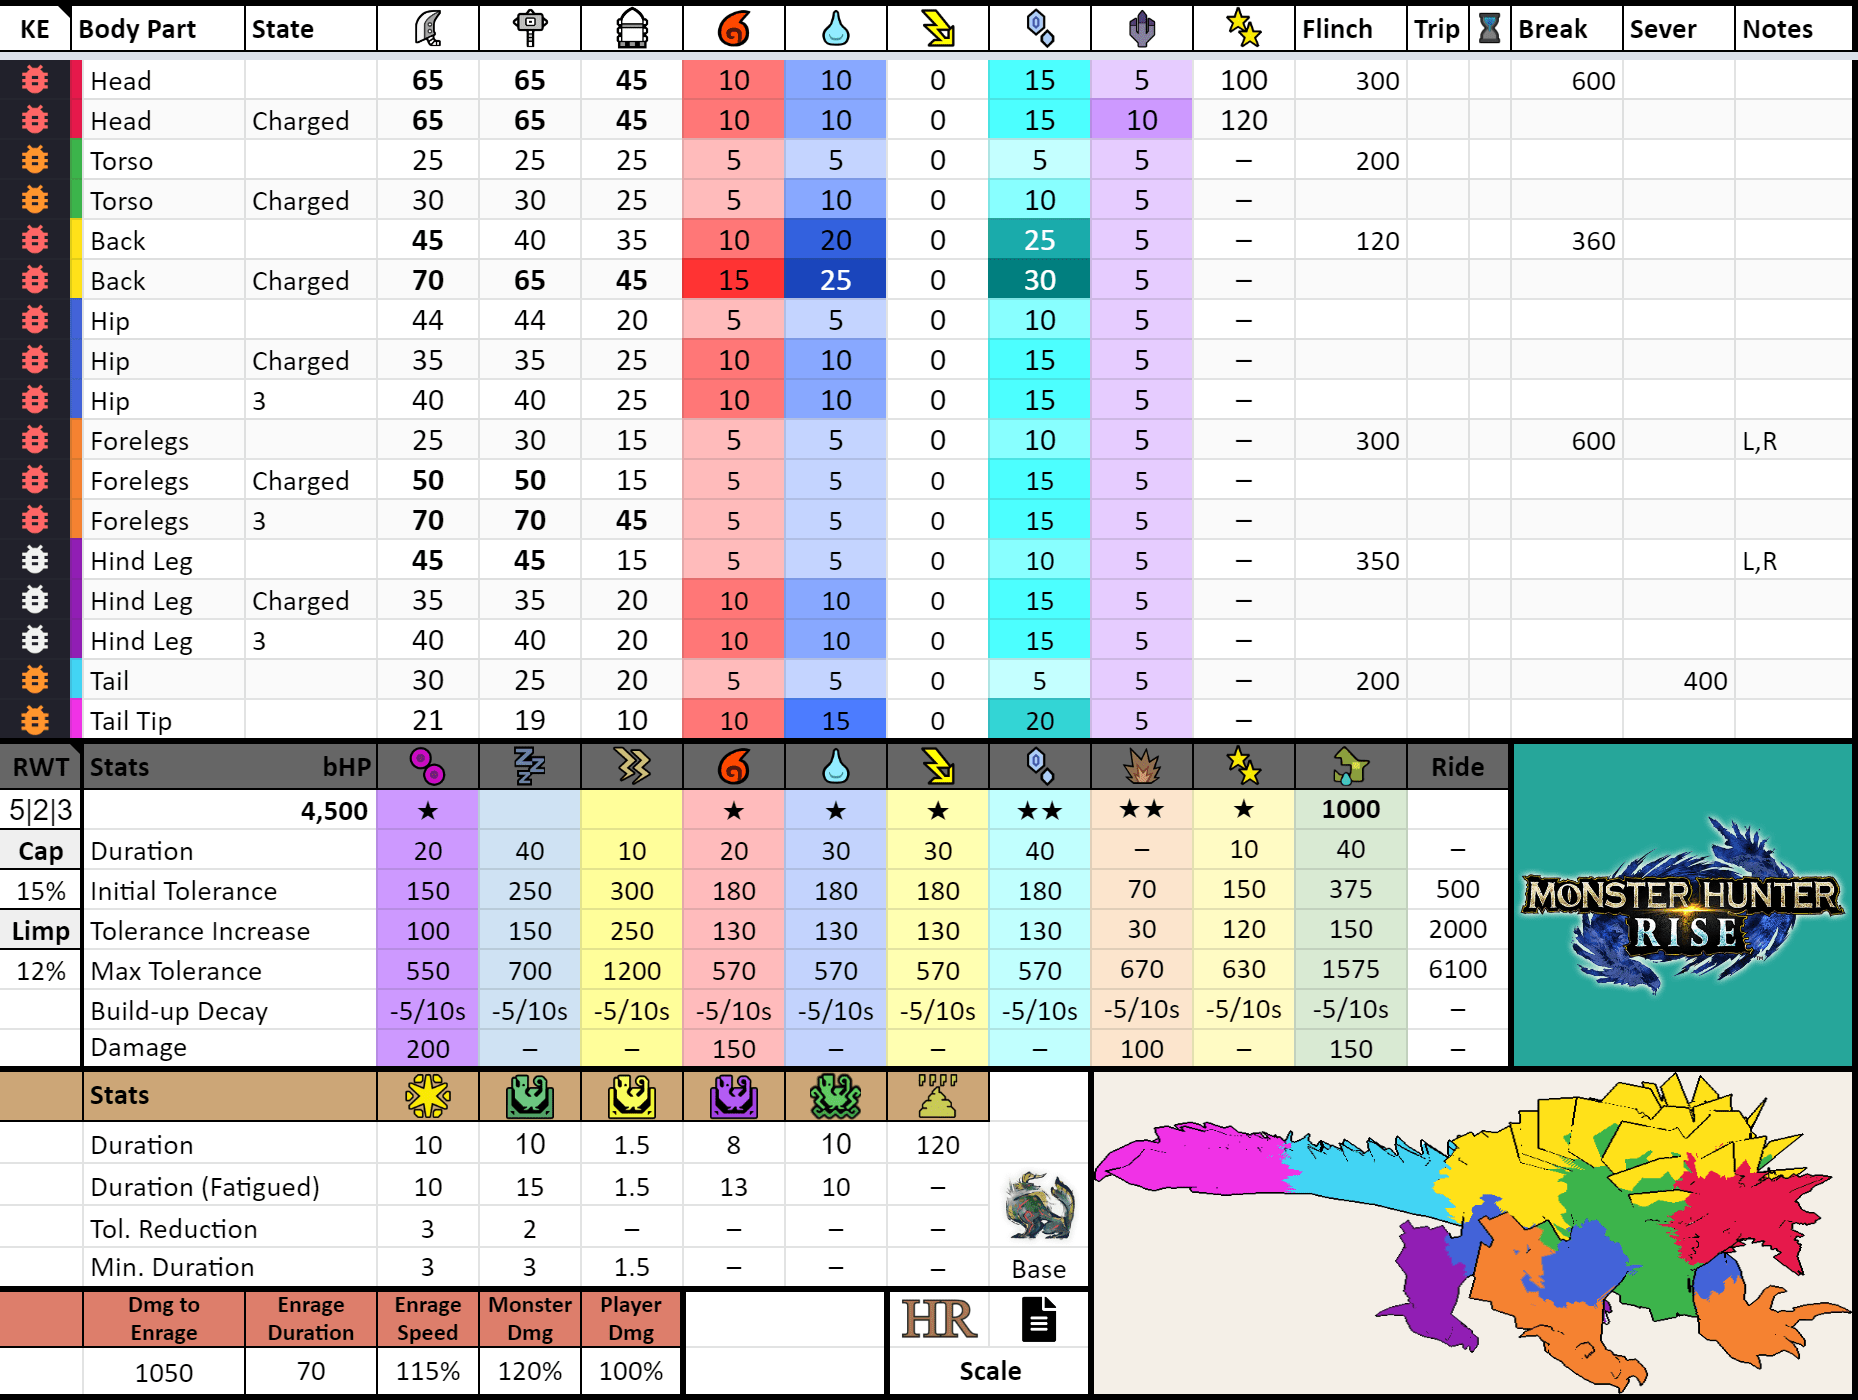 KE Body Part State Flinch Trip Break Sever Notes
Head 65 65 45 10 10 0 15 5 100 300 600
Head Charged 65 65 45 10 10 0 15 10 120
Torso 25 25 25 5 5 0 5 5 – 200
Torso Charged 30 30 25 5 10 0 10 5 –
Back 45 40 35 10 20 0 25 5 – 120 360
Back Charged 70 65 45 15 25 0 30 5 –
Hip 44 44 20 5 5 0 10 5 –
Hip Charged 35 35 25 10 10 0 15 5 –
Hip 3 40 40 25 10 10 0 15 5 –
Forelegs 25 30 15 5 5 0 10 5 – 300 600 L,R
Forelegs Charged 50 50 15 5 5 0 15 5 –
Forelegs 3 70 70 45 5 5 0 15 5 –
Hind Leg 45 45 15 5 5 0 10 5 – 350 L,R
Hind Leg Charged 35 35 20 10 10 0 15 5 –
Hind Leg 3 40 40 20 10 10 0 15 5 –
Tail 30 25 20 5 5 0 5 5 – 200 400
Tail Tip 21 19 10 10 15 0 20 5 –
RWT Stats bHP Ride
5|2|3 4,500 ★ ★ ★ ★ ★★ ★★ ★ 1000
Cap Duration 20 40 10 20 30 30 40 – 10 40 –
15% Initial Tolerance 150 250 300 180 180 180 180 70 150 375 500
Limp Tolerance Increase 100 150 250 130 130 130 130 30 120 150 2000
12% Max Tolerance 550 700 1200 570 570 570 570 670 630 1575 6100
Build-up Decay -5/10s -5/10s -5/10s -5/10s -5/10s -5/10s -5/10s -5/10s -5/10s -5/10s –
Damage 200 – – 150 – – – 100 – 150 –
MONSTER HUNTER
RISE
Stats
Duration 10 10 1.5 8 10 120
Duration (Fatigued) 10 15 1.5 13 10 –
Tol. Reduction 3 2 – – – –
Min. Duration 3 3 1.5 – – –
Base
Dmg to Enrage Enrage Monster Player
Enrage Duration Speed Dmg Dmg
1050 70 115% 120% 100%
HR
Scale